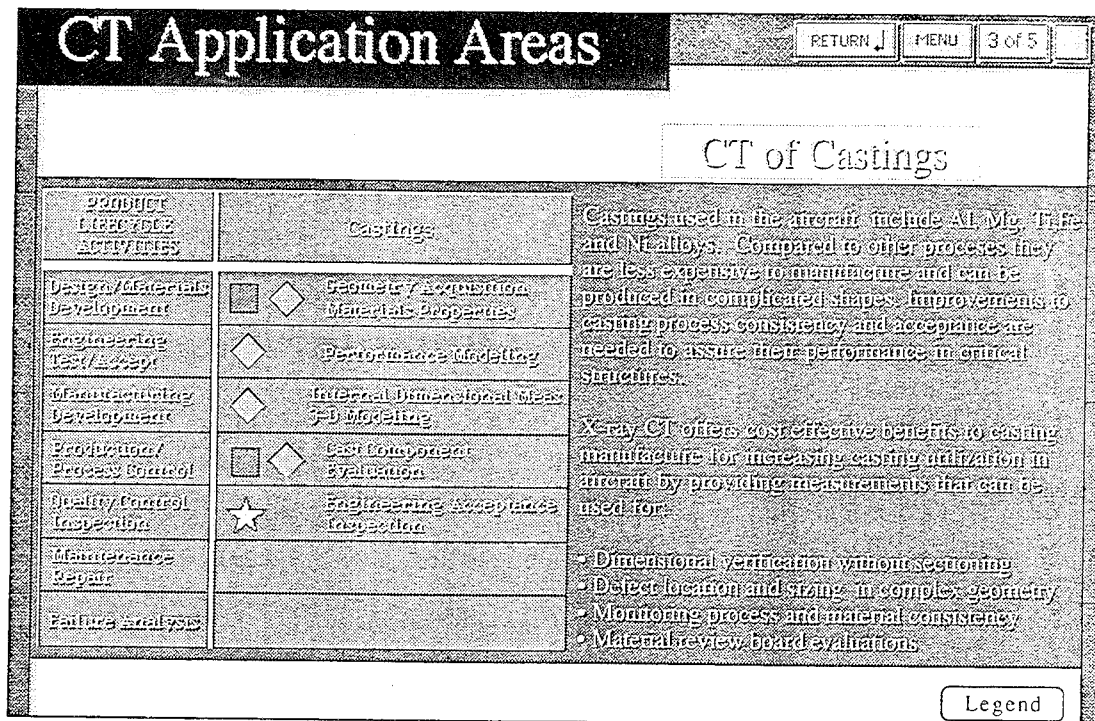 CT Application Areas
RETURN
MENU
3 of 5
CT of Castings
PRODUCT
LIFECYCLE
ACTIVITIES
Castings
Design/Materials
Development
Geometry Acquisition
Materials Properties
Engineering
Test/Accept
Performance Modeling
Manufacturing
Development
Internal Dimensional Meas
3-D Modeling
Production/
Process Control
Cast Component
Evaluation
Quality Control
Inspection
Engineering Acceptance
Inspection
Maintenance
Repair
Failure Analysis
Castings used in the aircraft include Al, Mg, Ti,Fe
and Ni alloys. Compared to other proceses they
are less expensive to manufacture and can be
produced in complicated shapes. Improvements to
casting process consistency and acceptance are
needed to assure their performance in critical
structures.
X-ray CT offers cost effective benefits to casting
manufacture for increasing casting utilization in
aircraft by providing measurements that can be
used for:
• Dimensional verification without sectioning
• Defect location and sizing in complex geometry
• Monitoring process and material consistency
• Material review board evaluations
Legend